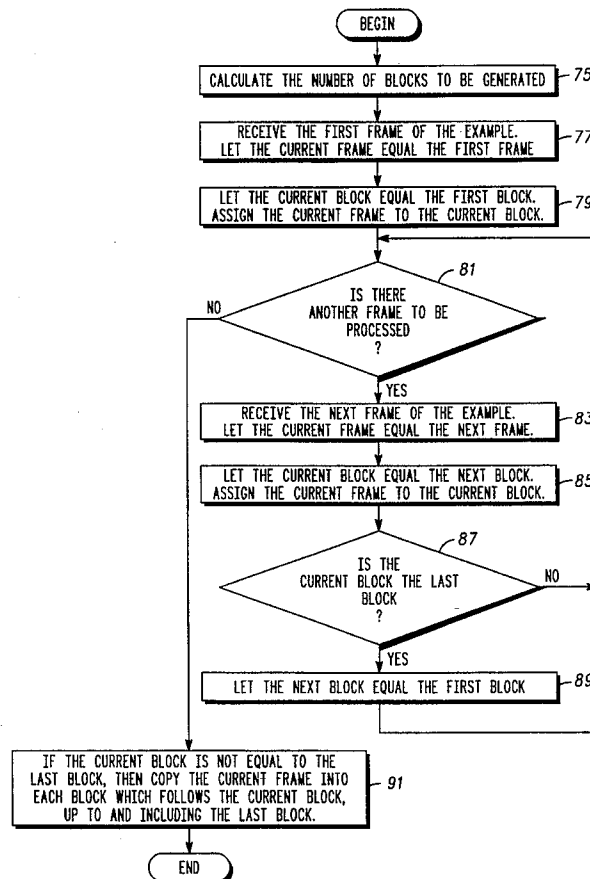 BEGIN
CALCULATE THE NUMBER OF BLOCKS TO BE GENERATED
75
RECEIVE THE FIRST FRAME OF THE EXAMPLE.
LET THE CURRENT FRAME EQUAL THE FIRST FRAME
77
LET THE CURRENT BLOCK EQUAL THE FIRST BLOCK.
ASSIGN THE CURRENT FRAME TO THE CURRENT BLOCK.
79
81
IS THERE
ANOTHER FRAME TO BE
PROCESSED
?
NO
YES
RECEIVE THE NEXT FRAME OF THE EXAMPLE.
LET THE CURRENT FRAME EQUAL THE NEXT FRAME.
83
LET THE CURRENT BLOCK EQUAL THE NEXT BLOCK.
ASSIGN THE CURRENT FRAME TO THE CURRENT BLOCK.
85
87
IS THE
CURRENT BLOCK THE LAST
BLOCK
?
NO
YES
LET THE NEXT BLOCK EQUAL THE FIRST BLOCK
89
IF THE CURRENT BLOCK IS NOT EQUAL TO THE
LAST BLOCK, THEN COPY THE CURRENT FRAME INTO
EACH BLOCK WHICH FOLLOWS THE CURRENT BLOCK,
UP TO AND INCLUDING THE LAST BLOCK.
91
END